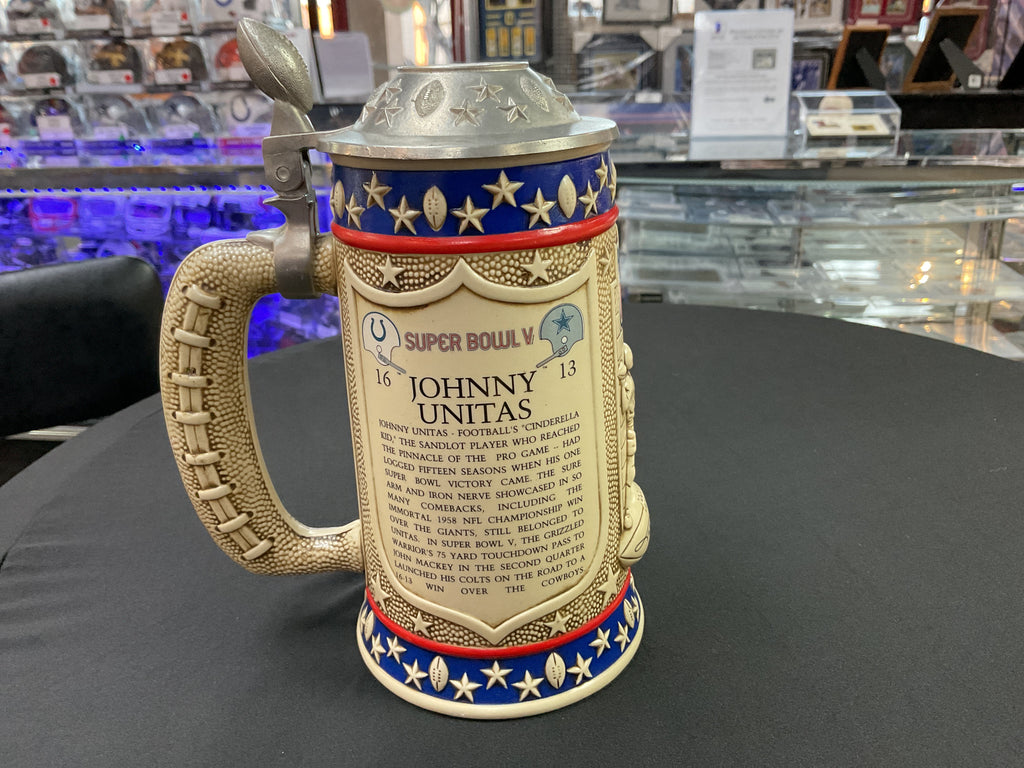 SUPER BOWL V
16
13
JOHNNY
UNITAS
JOHNNY UNITAS - FOOTBALL'S "CINDERELLA
KID," THE SANDLOT PLAYER WHO REACHED
THE PINNACLE OF THE PRO GAME -- HAD
LOGGED FIFTEEN SEASONS WHEN HIS ONE
SUPER BOWL VICTORY CAME. THE SURE
ARM AND IRON NERVE SHOWCASED IN SO
MANY COMEBACKS, INCLUDING THE
IMMORTAL 1958 NFL CHAMPIONSHIP WIN
OVER THE GIANTS, STILL BELONGED TO
UNITAS. IN SUPER BOWL V, THE GRIZZLED
WARRIOR'S 75 YARD TOUCHDOWN PASS TO
JOHN MACKEY IN THE SECOND QUARTER
LAUNCHED HIS COLTS ON THE ROAD TO A
16-13 WIN OVER THE COWBOYS